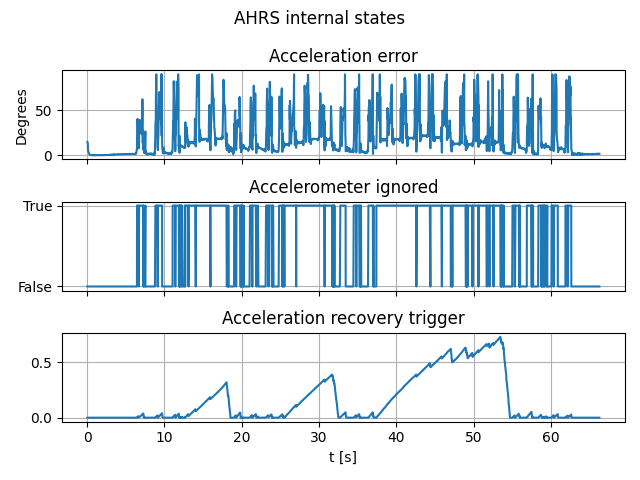 AHRS internal states
Acceleration error
Degrees
50
0
Accelerometer ignored
True
False
Acceleration recovery trigger
0.5
0.0
0 10 20 30 40 50 60
t [s]